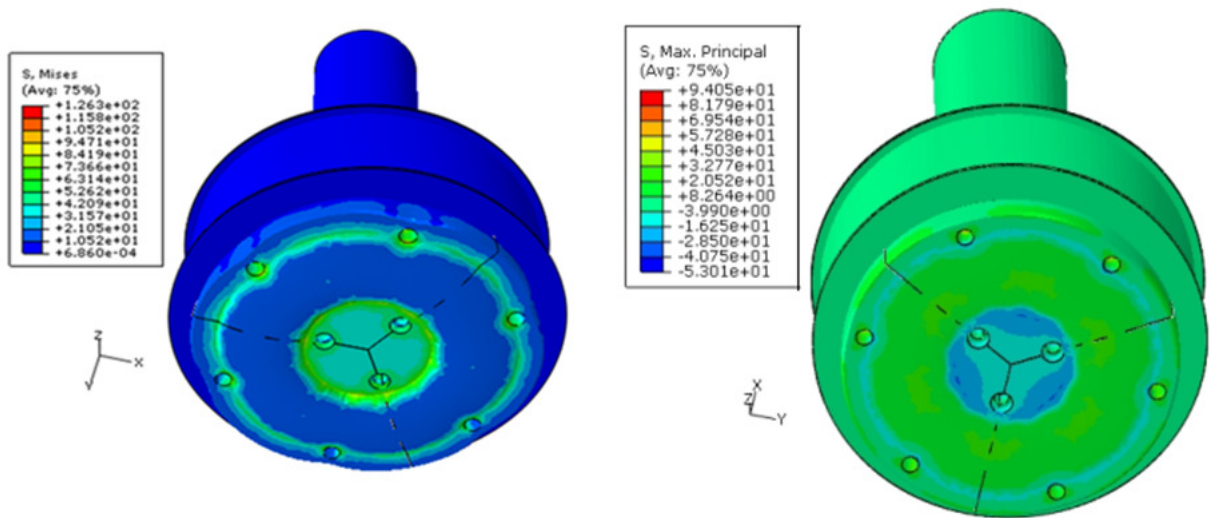 S, Mises
(Avg: 75%)
+1.263e+02
+1.158e+02
+1.052e+02
+9.471e+01
+8.419e+01
+7.366e+01
+6.314e+01
+5.262e+01
+4.209e+01
+3.157e+01
+2.105e+01
+1.052e+01
+6.860e-04
Z
X
Y
S, Max. Principal
(Avg: 75%)
+9.405e+01
+8.179e+01
+6.954e+01
+5.728e+01
+4.503e+01
+3.277e+01
+2.052e+01
+8.264e+00
-3.990e+00
-1.625e+01
-2.850e+01
-4.075e+01
-5.301e+01
X
Z
Y